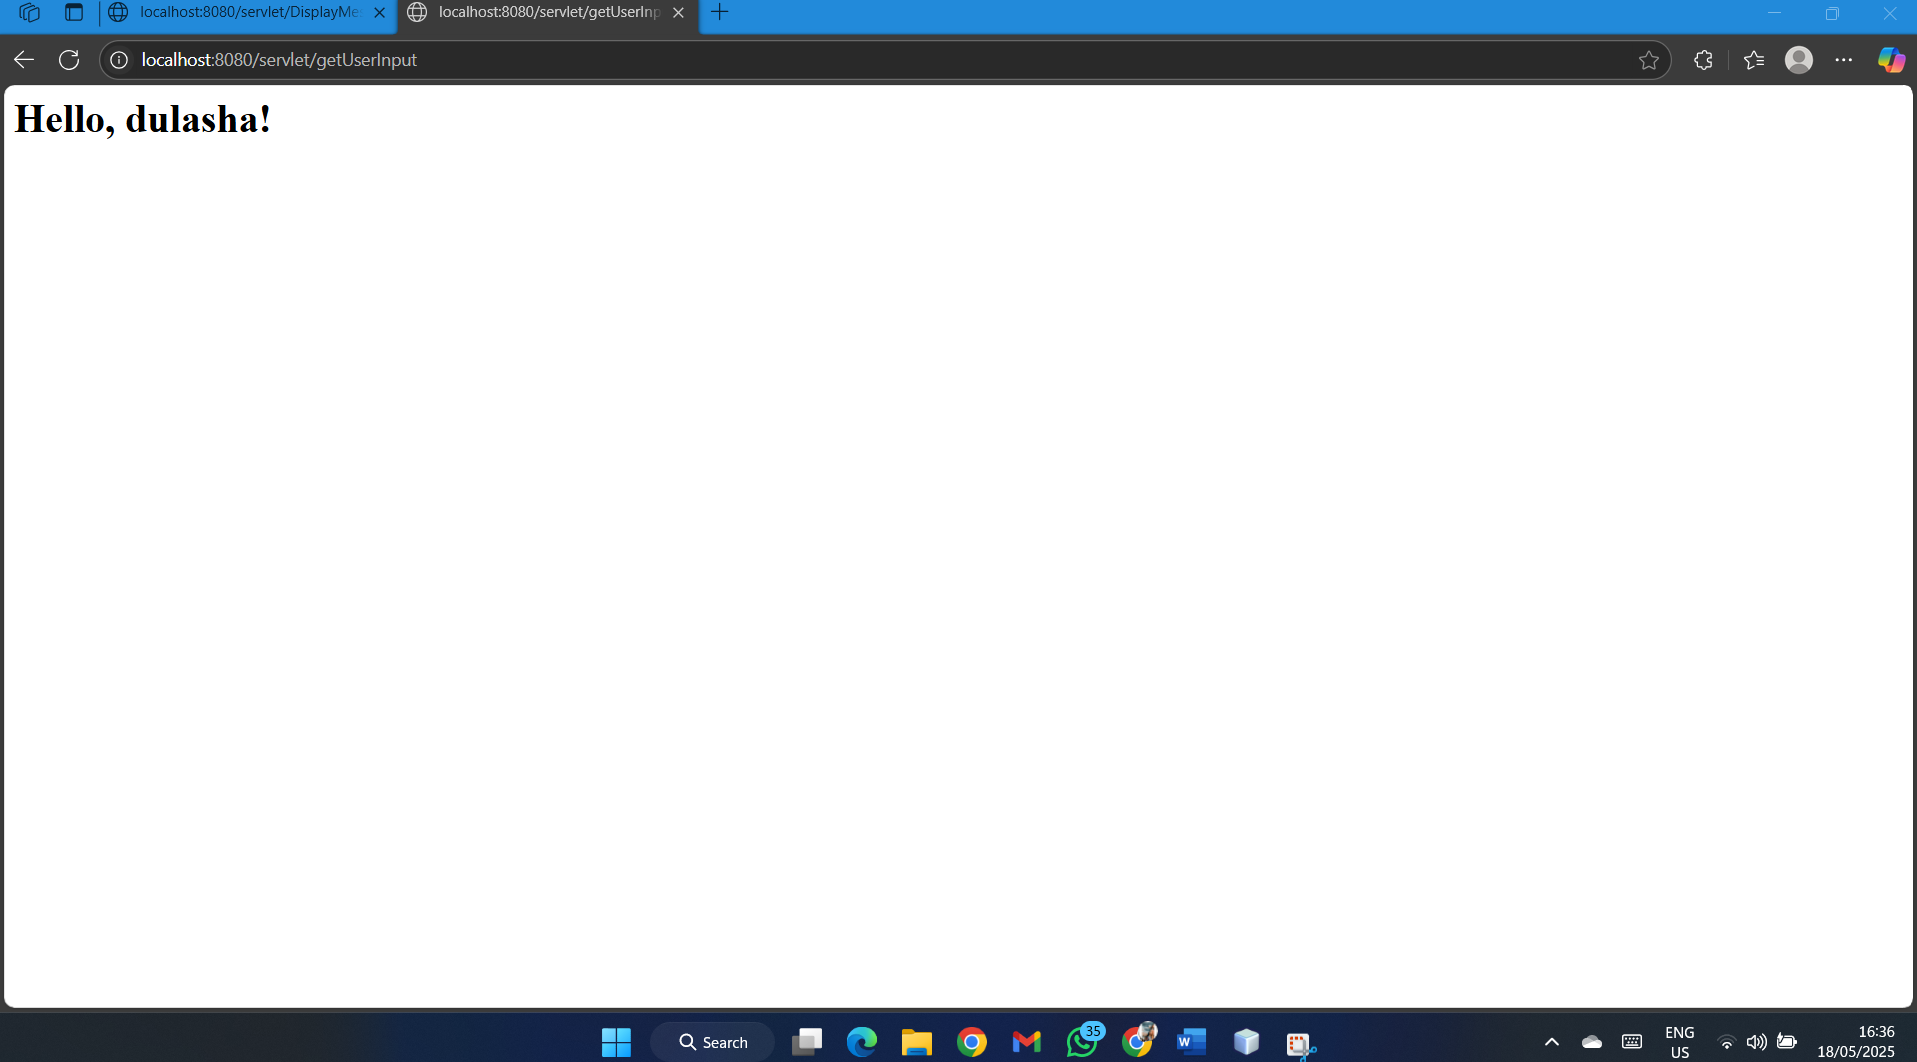 localhost:8080/servlet/DisplayMe
localhost:8080/servlet/getUserInp
localhost:8080/servlet/getUserInput
Hello, dulasha!
Search
35
W
ENG
US
16:36
18/05/2025